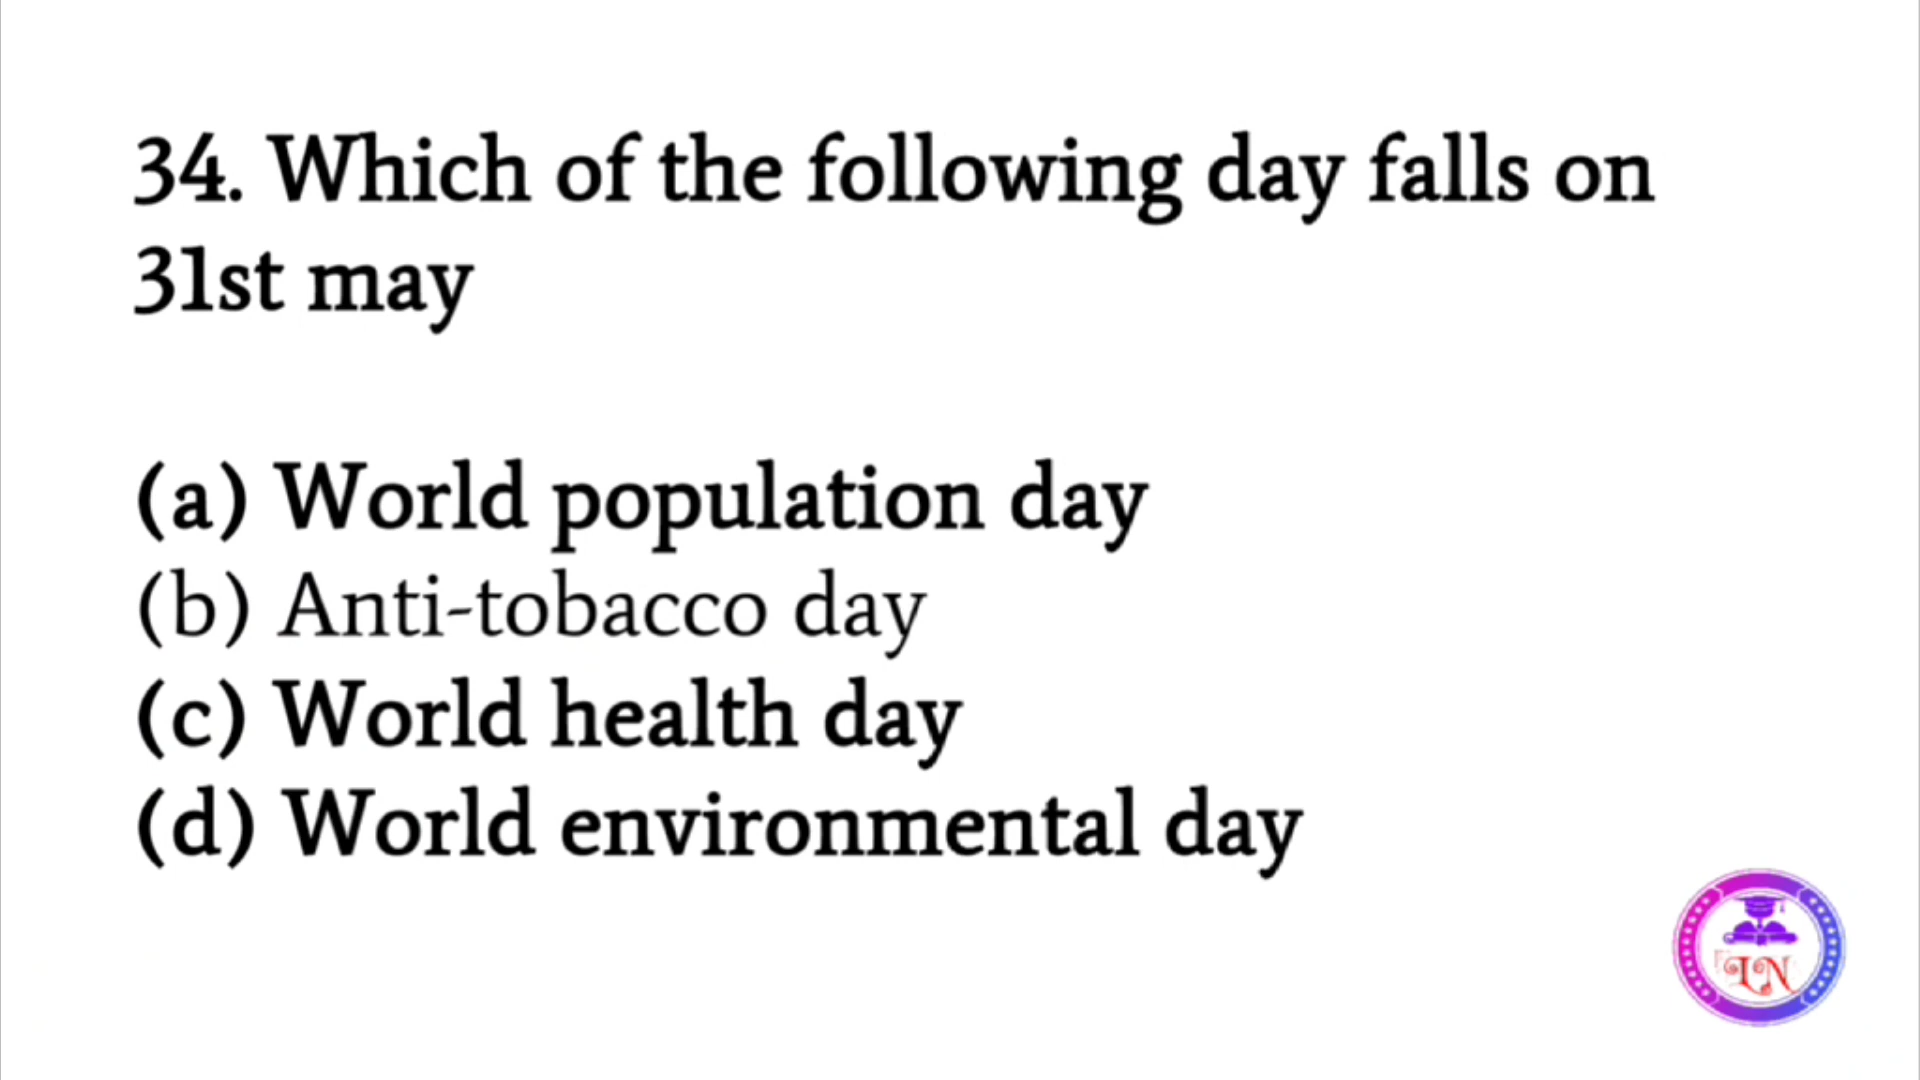 34. Which of the following day falls on
31st may
(a) World population day
(b) Anti-tobacco day
(c) World health day
(d) World environmental day
LN